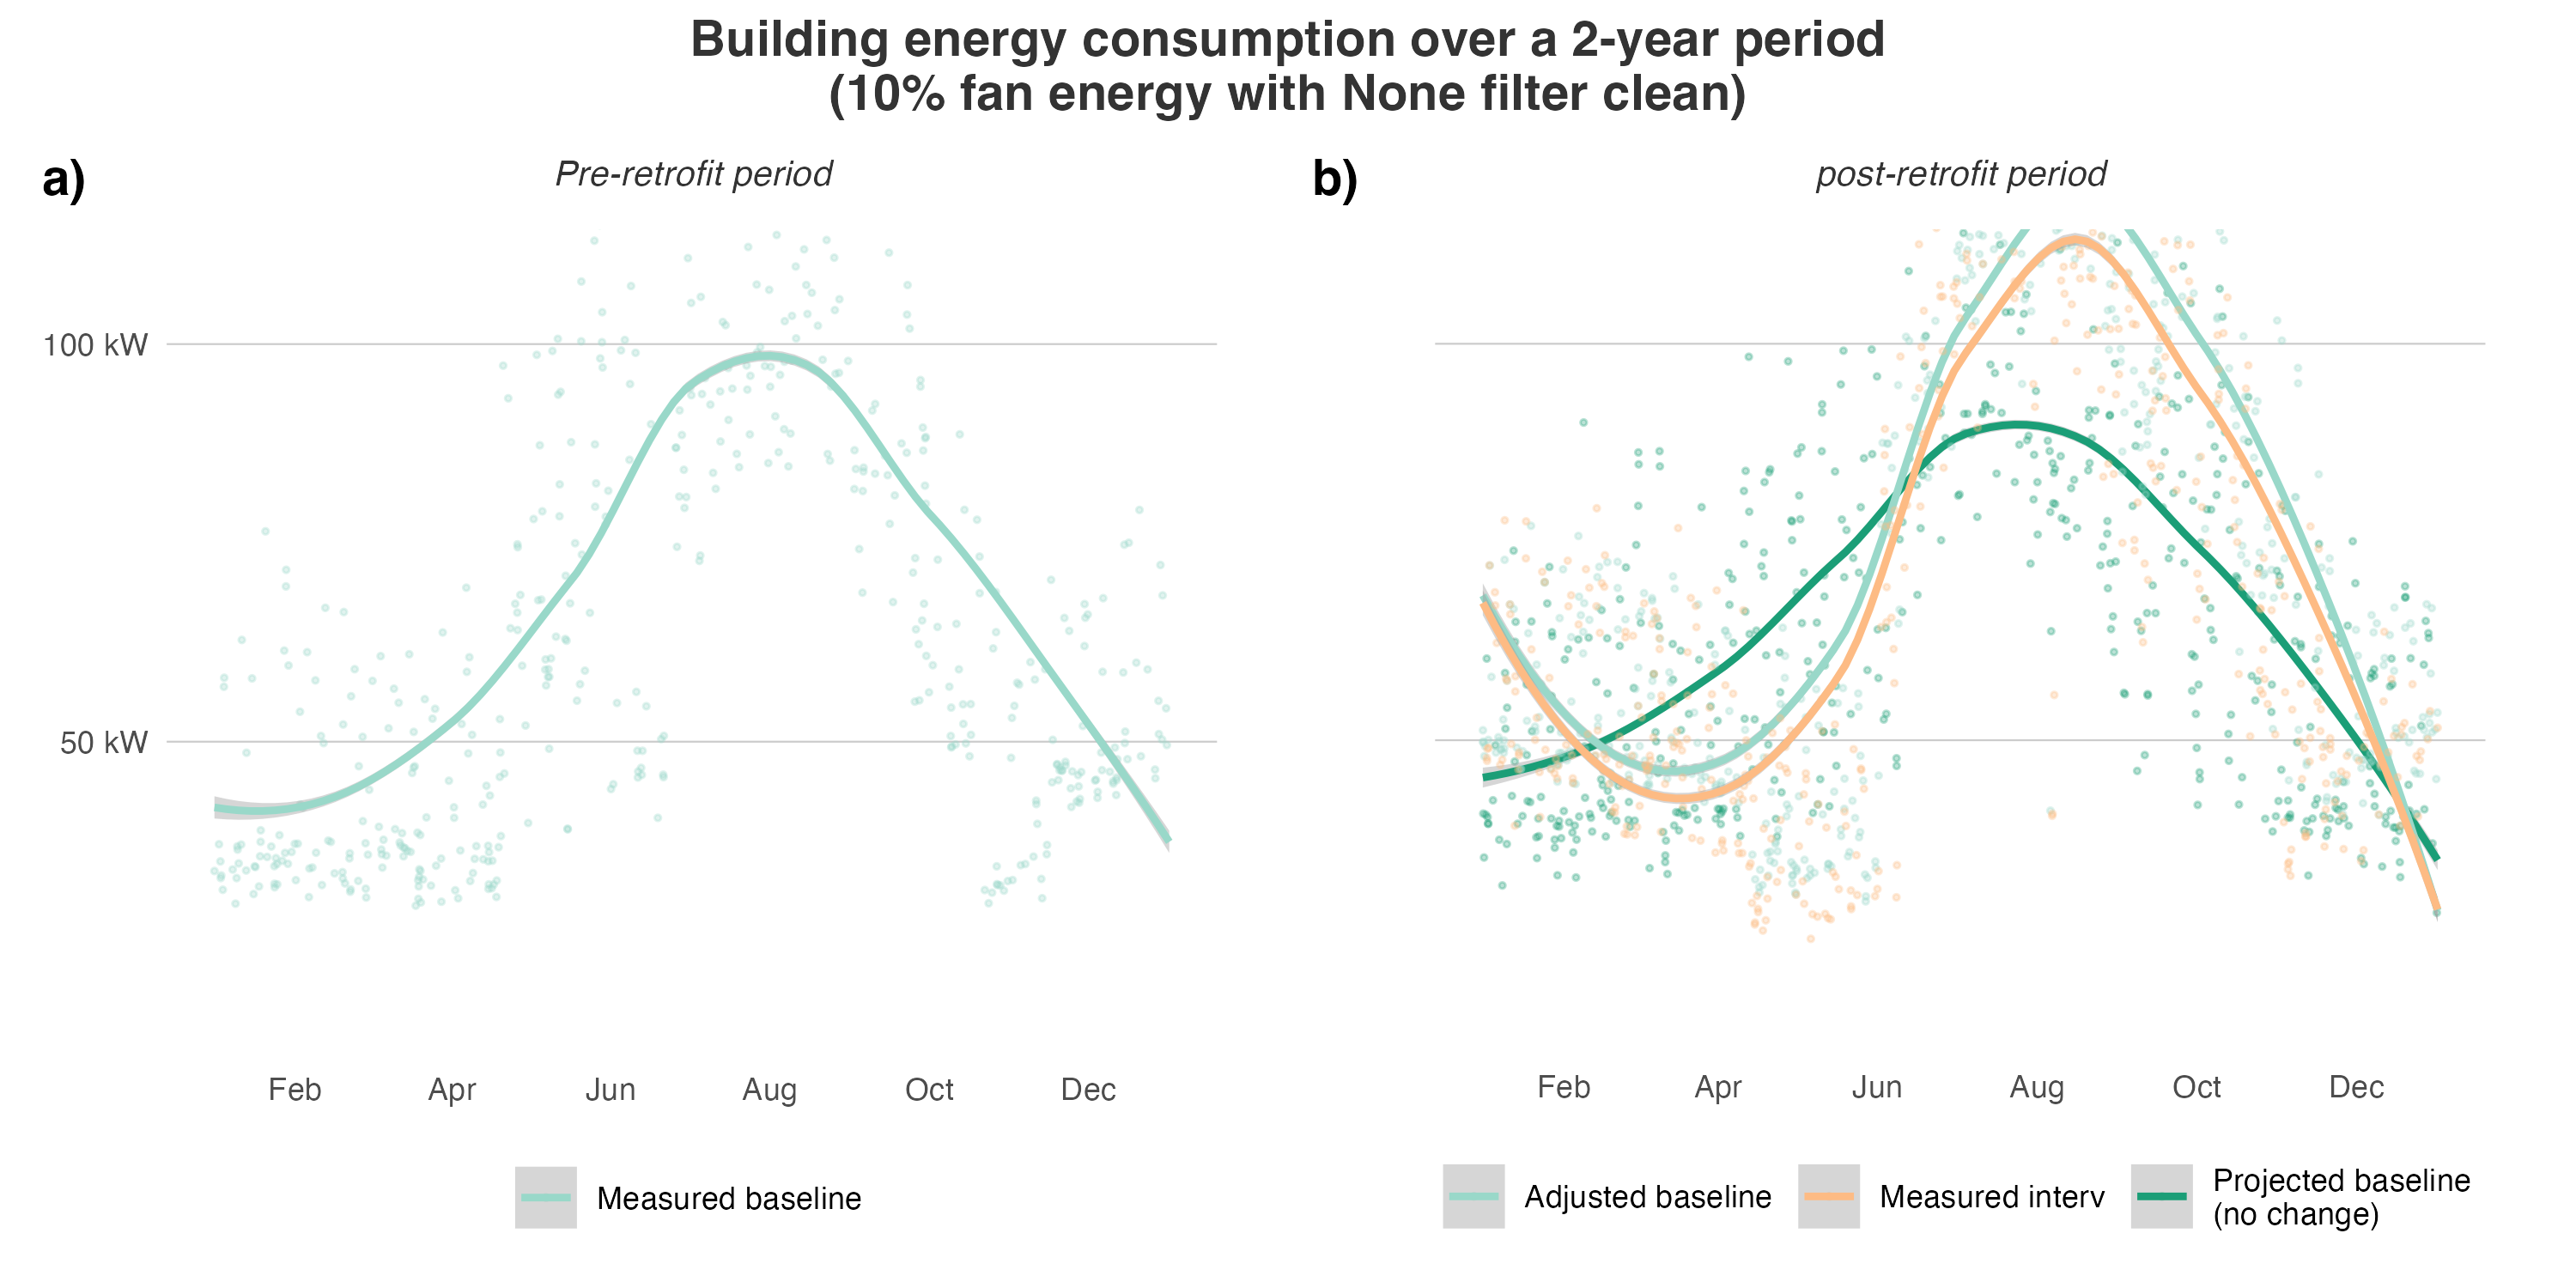 Building energy consumption over a 2-year period
(10% fan energy with None filter clean)
a)
Pre-retrofit period
100 kW
50 kW
Feb Apr Jun Aug Oct Dec
Measured baseline
b)
post-retrofit period
Feb Apr Jun Aug Oct Dec
Adjusted baseline
Measured interv
Projected baseline
(no change)